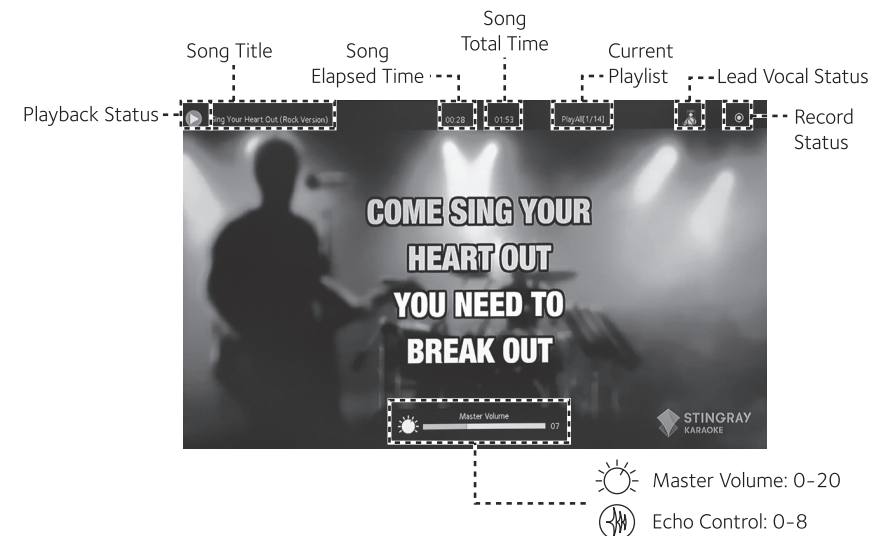 Song Title
Song
Elapsed Time
Song
Total Time
Current
Playlist
Lead Vocal Status
Playback Status
Record
Status
Sing Your Heart Out (Rock Version)
00:28
01:53
PlayAll[1/14]
COME SING YOUR
HEART OUT
YOU NEED TO
BREAK OUT
Master Volume
07
STINGRAY
KARAOKE
Master Volume: 0-20
Echo Control: 0-8